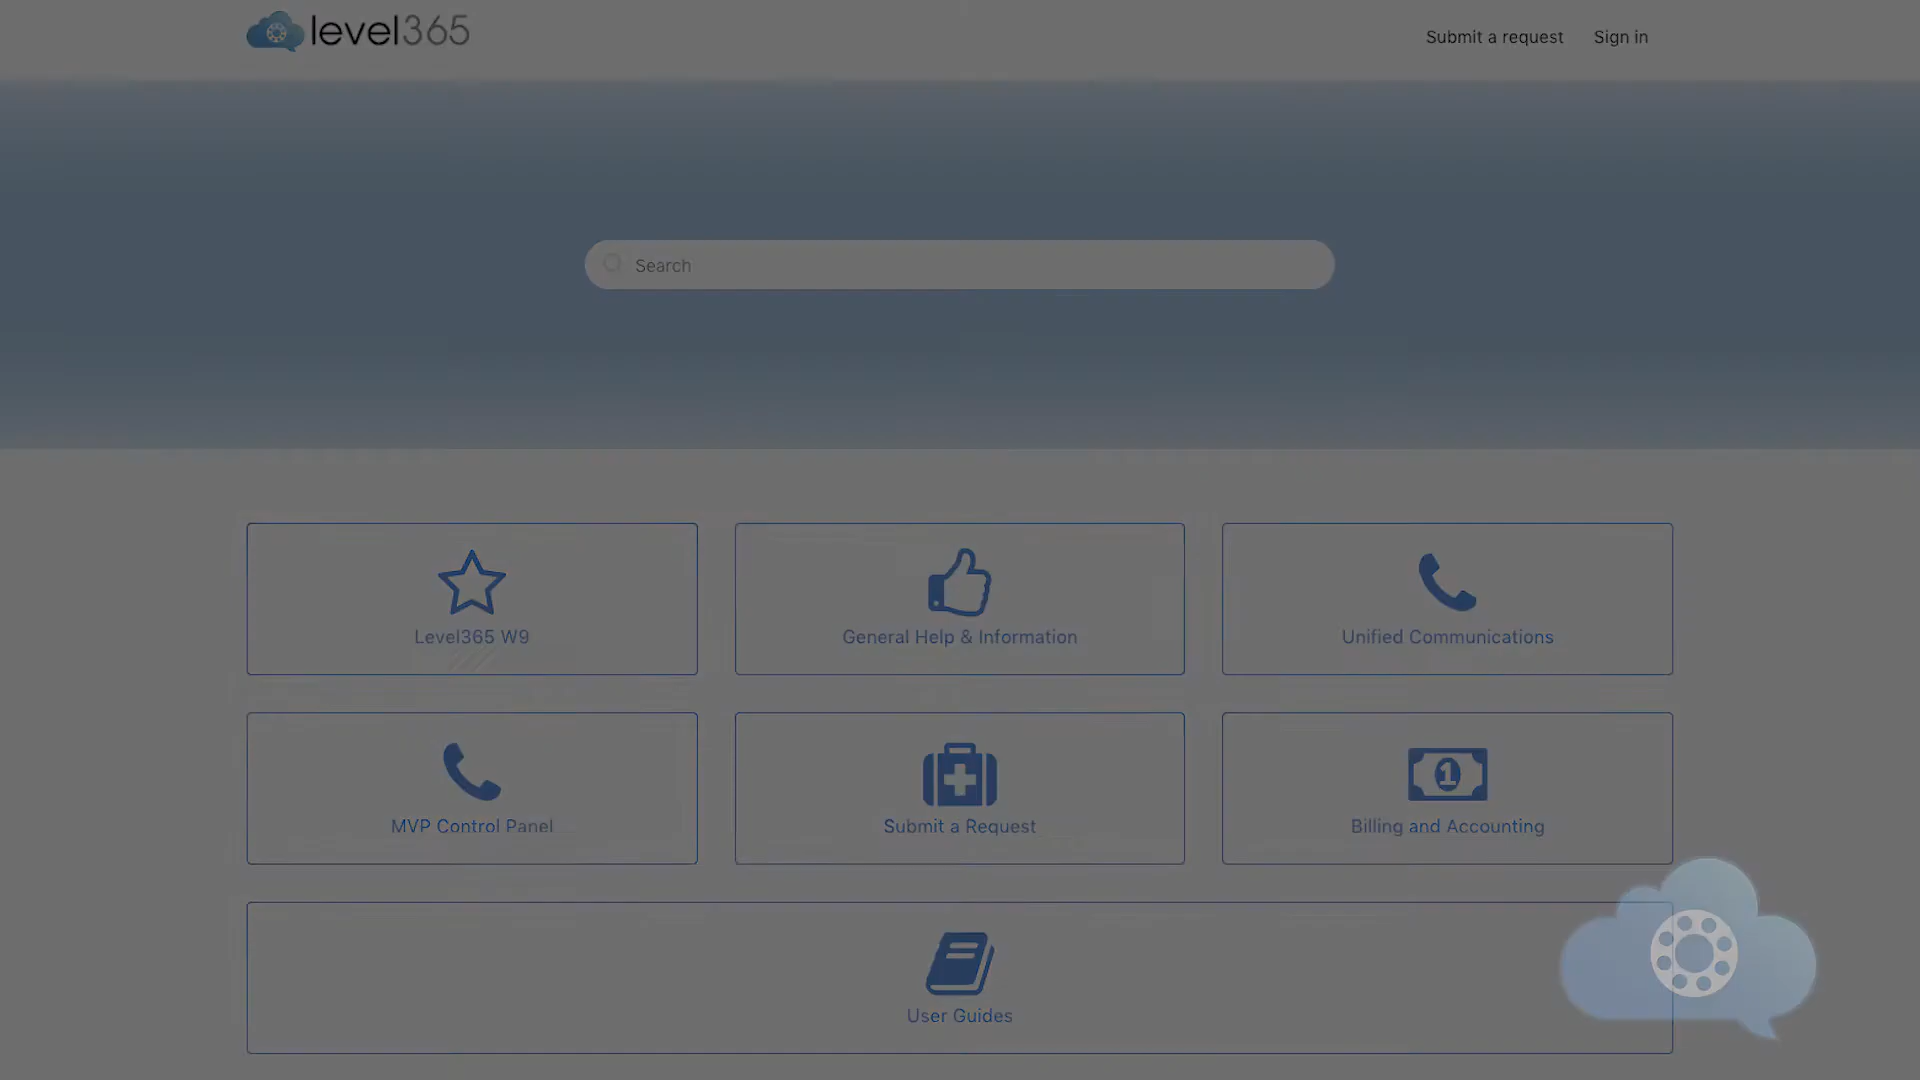 level365
Submit a request
Sign in
Search
Level365 W9
General Help & Information
Unified Communications
MVP Control Panel
Submit a Request
1
Billing and Accounting
User Guides